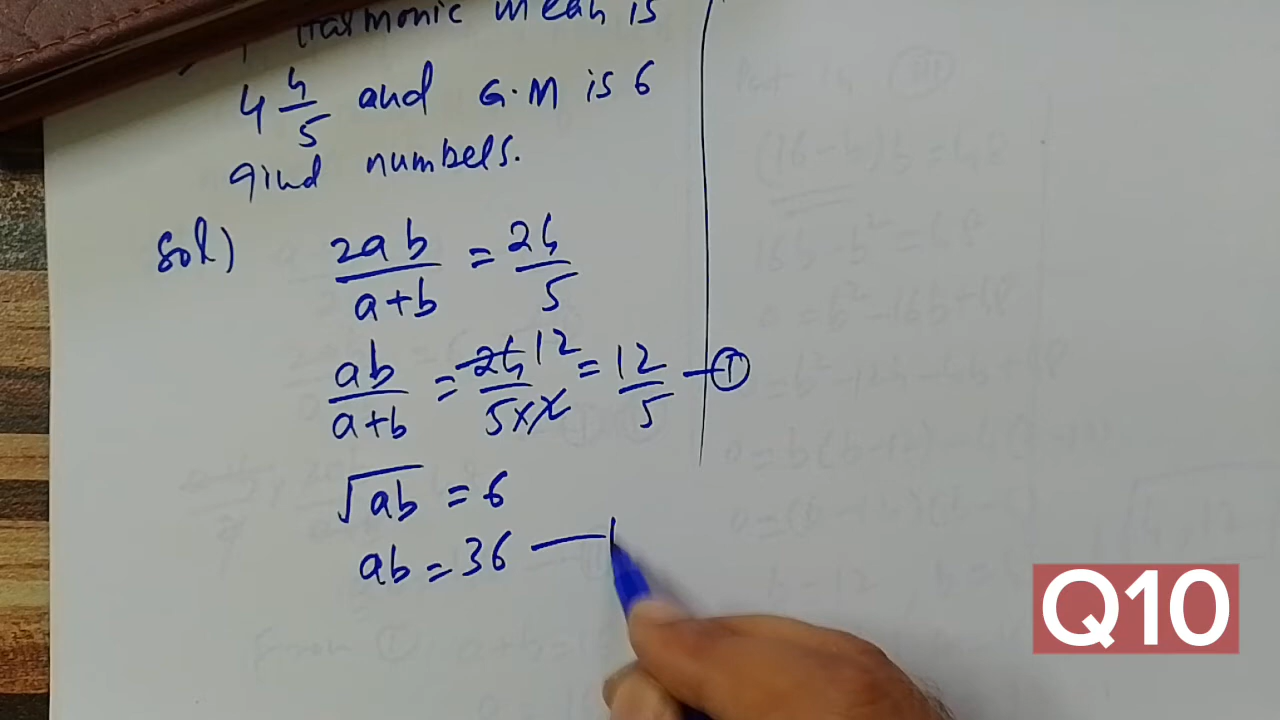 Harmonic mean is
4 4/5 and G.M is 6
find numbers.
Sol)
2ab/a+b = 24/5
ab/a+b = 24 12/5×2 = 12/5 — I
√ab = 6
ab = 36 —
Q10